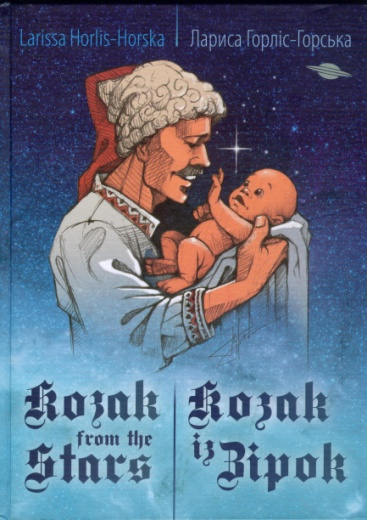 Larissa Horlis-Horska | Лариса Горліс-Горська
Kozak
from the
Stars
Kozak
із
Зірок